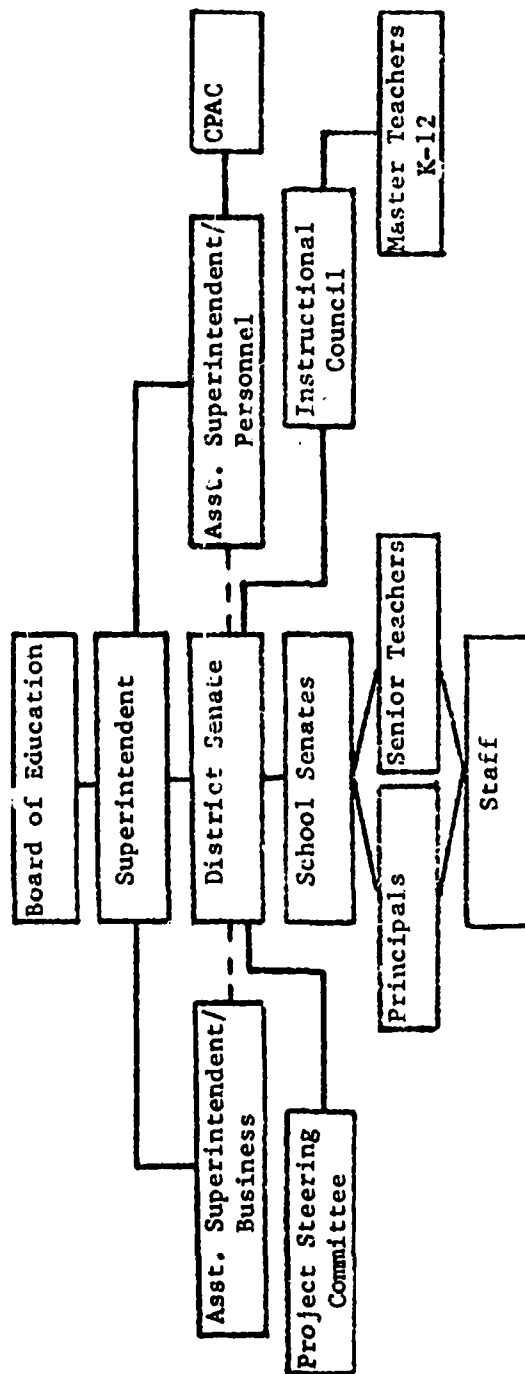 Board of Education
Superintendent
Asst. Superintendent/
Business
District Senate
Asst. Superintendent/
Personnel
CPAC
Project Steering
Committee
School Senates
Instructional
Council
Principals
Senior Teachers
Master Teachers
K-12
Staff